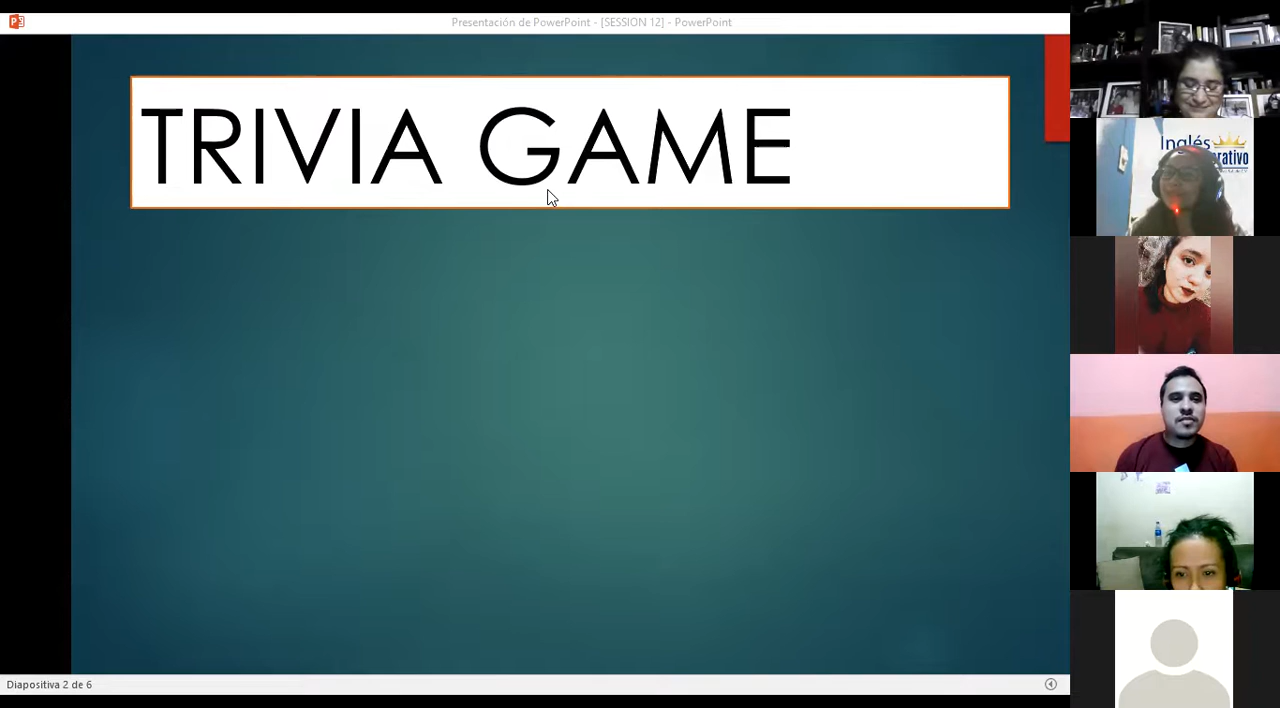 Presentación de PowerPoint - [SESSION 12] - PowerPoint
TRIVIA GAME
Inglés
rativo
Diapositiva 2 de 6